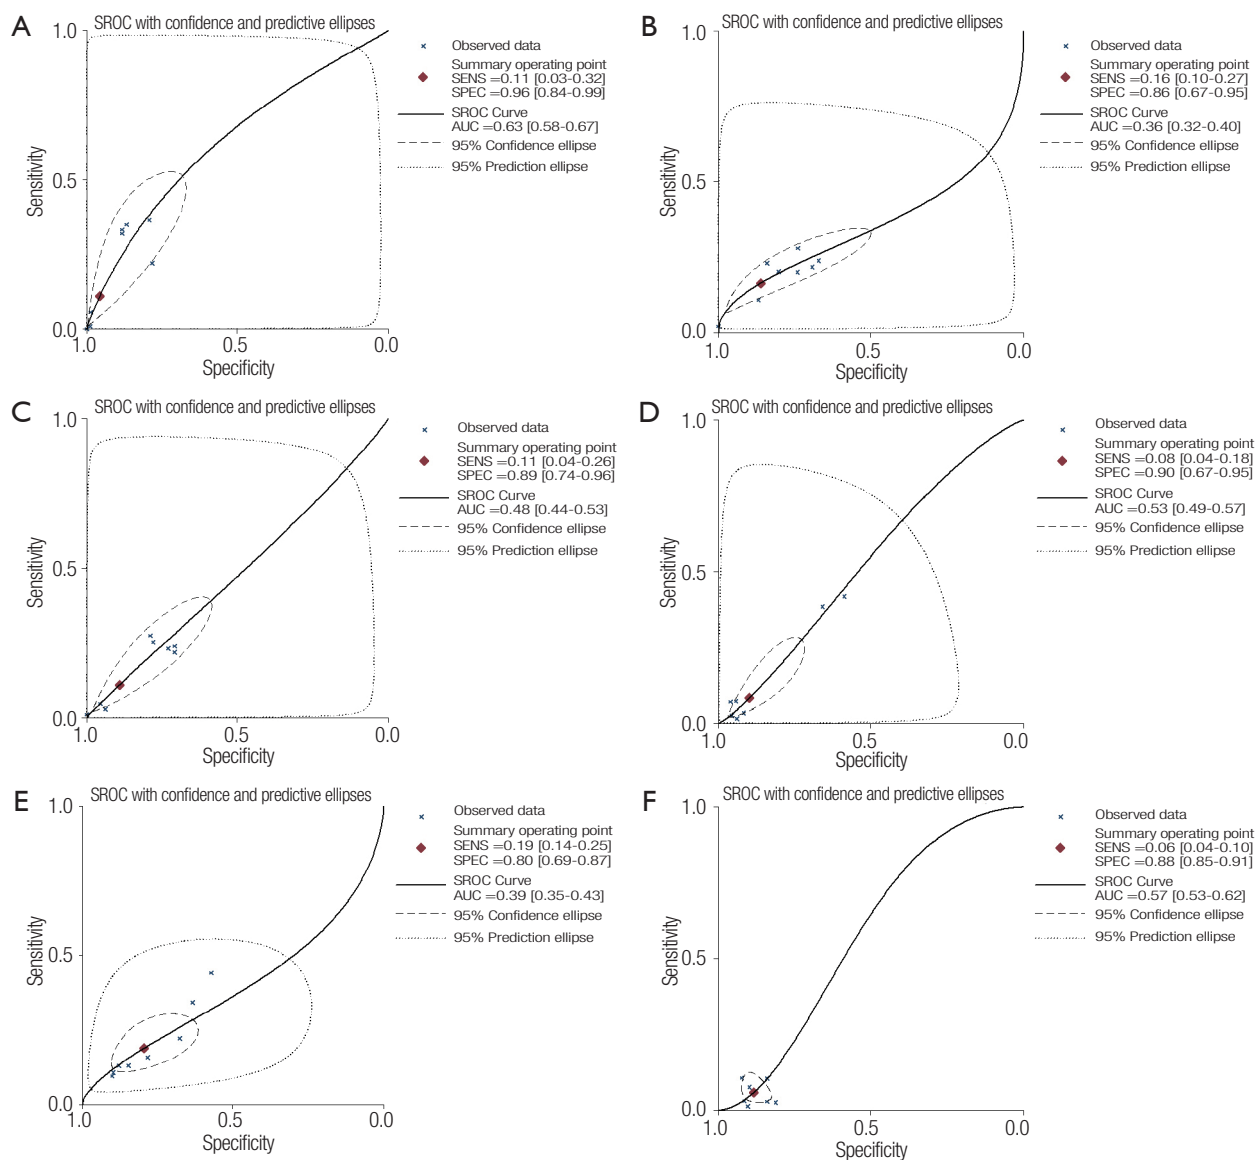 A
SROC with confidence and predictive ellipses
1.0
0.5
0.0
Sensitivity
1.0
0.5
0.0
Specificity
Observed data
Summary operating point
SENS =0.11 [0.03-0.32]
SPEC =0.96 [0.84-0.99]
SROC Curve
AUC =0.63 [0.58-0.67]
95% Confidence ellipse
95% Prediction ellipse
B
SROC with confidence and predictive ellipses
1.0
0.5
0.0
Sensitivity
1.0
0.5
0.0
Specificity
Observed data
Summary operating point
SENS =0.16 [0.10-0.27]
SPEC =0.86 [0.67-0.95]
SROC Curve
AUC =0.36 [0.32-0.40]
95% Confidence ellipse
95% Prediction ellipse
C
SROC with confidence and predictive ellipses
1.0
0.5
0.0
Sensitivity
1.0
0.5
0.0
Specificity
Observed data
Summary operating point
SENS =0.11 [0.04-0.26]
SPEC =0.89 [0.74-0.96]
SROC Curve
AUC =0.48 [0.44-0.53]
95% Confidence ellipse
95% Prediction ellipse
D
SROC with confidence and predictive ellipses
1.0
0.5
0.0
Sensitivity
1.0
0.5
0.0
Specificity
Observed data
Summary operating point
SENS =0.08 [0.04-0.18]
SPEC =0.90 [0.67-0.95]
SROC Curve
AUC =0.53 [0.49-0.57]
95% Confidence ellipse
95% Prediction ellipse
E
SROC with confidence and predictive ellipses
1.0
0.5
0.0
Sensitivity
1.0
0.5
0.0
Specificity
Observed data
Summary operating point
SENS =0.19 [0.14-0.25]
SPEC =0.80 [0.69-0.87]
SROC Curve
AUC =0.39 [0.35-0.43]
95% Confidence ellipse
95% Prediction ellipse
F
SROC with confidence and predictive ellipses
1.0
0.5
0.0
Sensitivity
1.0
0.5
0.0
Specificity
Observed data
Summary operating point
SENS =0.06 [0.04-0.10]
SPEC =0.88 [0.85-0.91]
SROC Curve
AUC =0.57 [0.53-0.62]
95% Confidence ellipse
95% Prediction ellipse